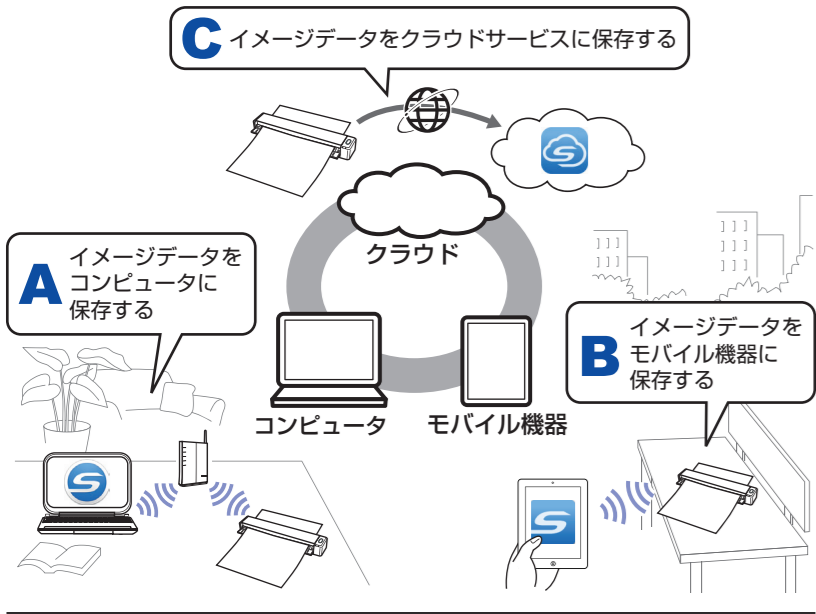 C イメージデータをクラウドサービスに保存する
クラウド
A イメージデータを
コンピュータに
保存する
B イメージデータを
モバイル機器に
保存する
コンピュータ
モバイル機器